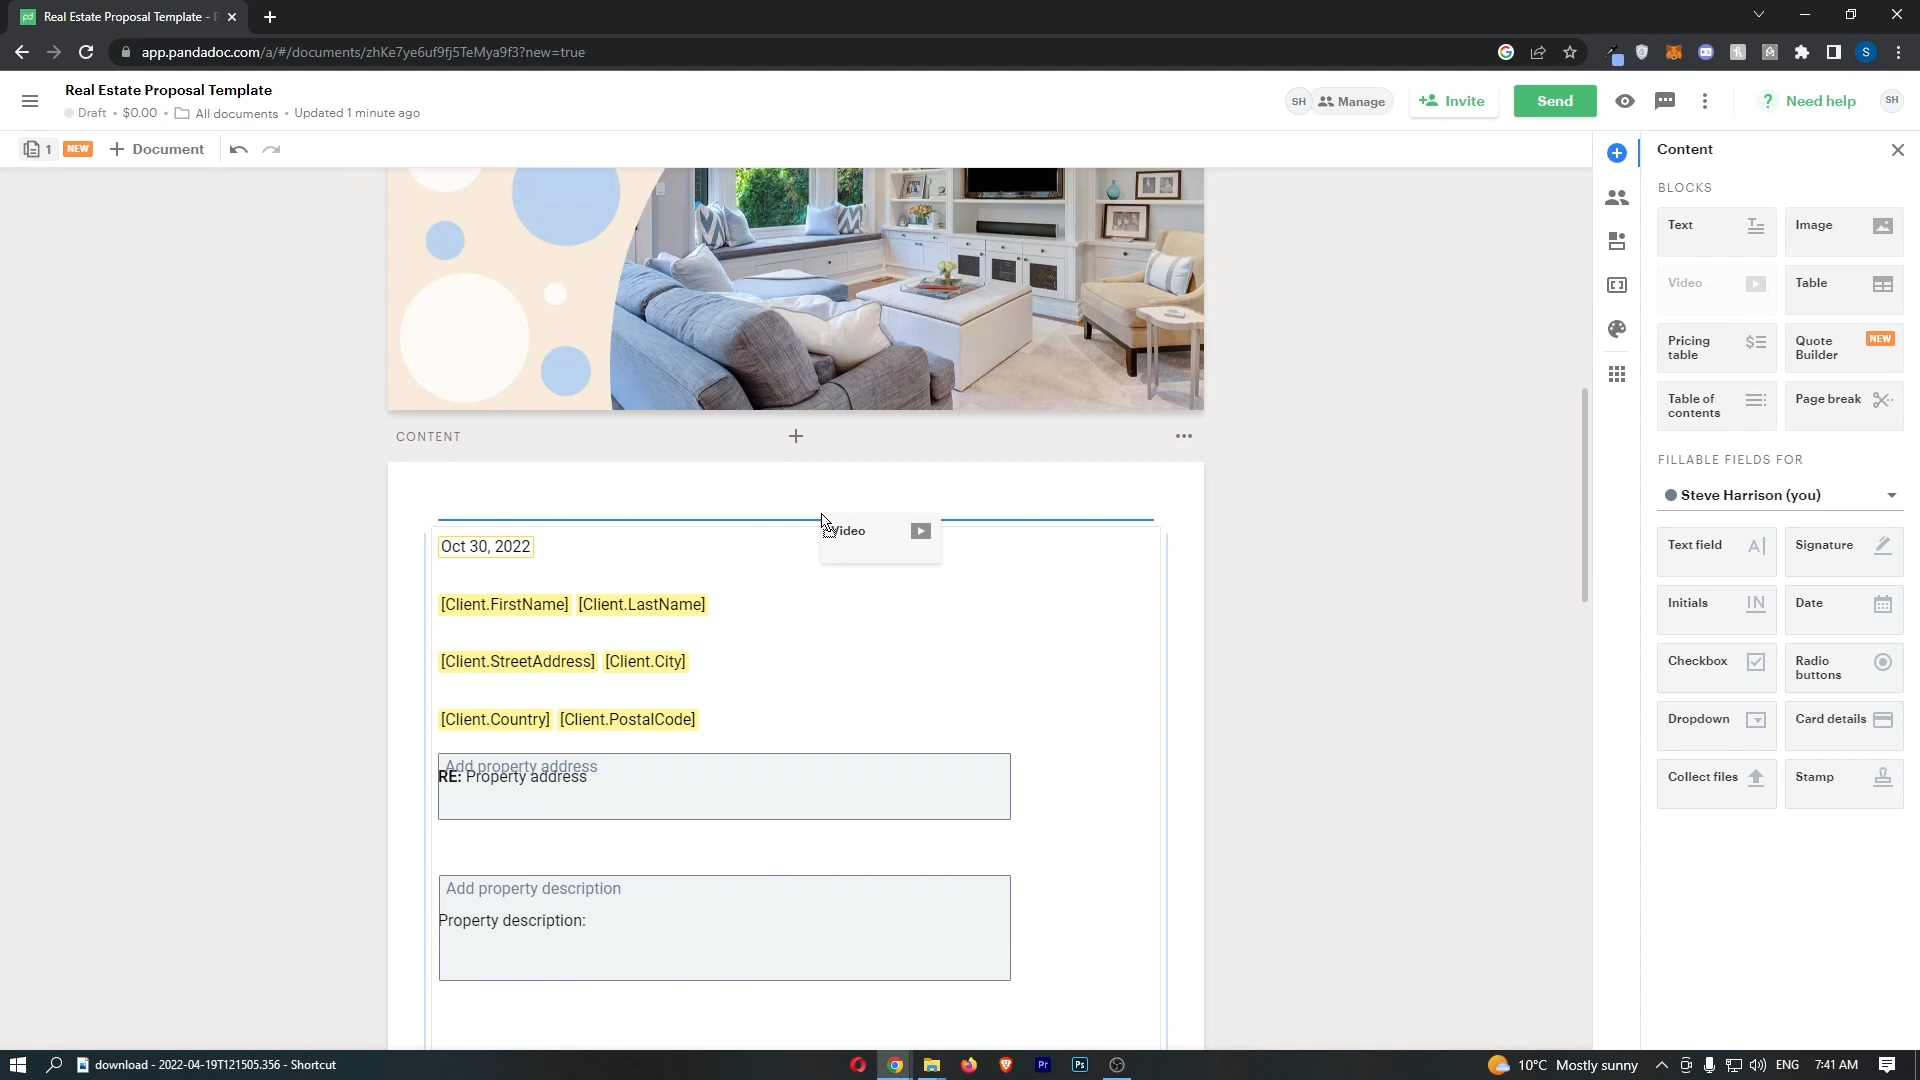 Real Estate Proposal Template - P
app.pandadoc.com/a/#/documents/zhKe7ye6uf9fj5TeMya9f3?new=true
S
Real Estate Proposal Template
Draft • $0.00 • All documents • Updated 1 minute ago
SH
Manage
Invite
Send
? Need help
SH
1
NEW
Document
Content
BLOCKS
Text
Image
Video
Table
Pricing table
Quote Builder
NEW
Table of contents
Page break
FILLABLE FIELDS FOR
Steve Harrison (you)
Text field
Signature
Initials
Date
Checkbox
Radio buttons
Dropdown
Card details
Collect files
Stamp
CONTENT
Video
Oct 30, 2022
[Client.FirstName] [Client.LastName]
[Client.StreetAddress] [Client.City]
[Client.Country] [Client.PostalCode]
Add property address
RE: Property address
Add property description
Property description:
download - 2022-04-19T121505.356 - Shortcut
Pr
Ps
10°C Mostly sunny
ENG
7:41 AM